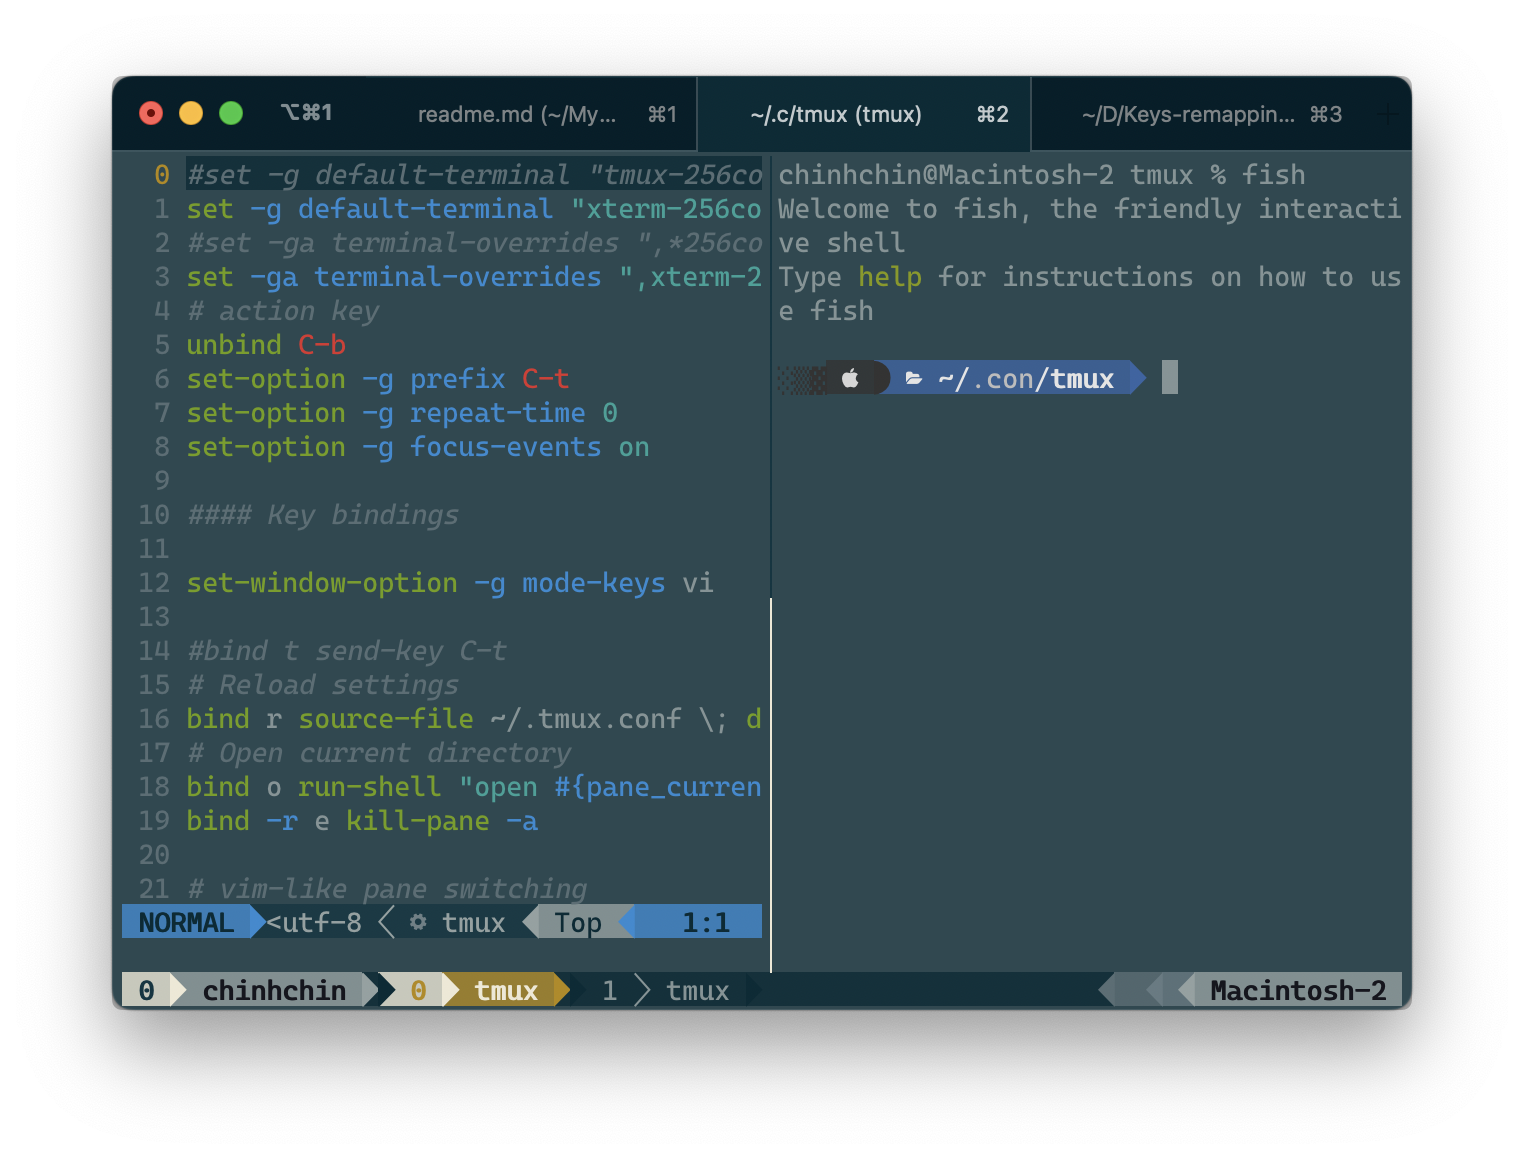 ⌥⌘1
readme.md (~/My... ⌘1
~/.c/tmux (tmux) ⌘2
~/D/Keys-remappin... ⌘3
0 #set -g default-terminal "tmux-256co
1 set -g default-terminal "xterm-256co
2 #set -ga terminal-overrides ",*256co
3 set -ga terminal-overrides ",xterm-2
4 # action key
5 unbind C-b
6 set-option -g prefix C-t
7 set-option -g repeat-time 0
8 set-option -g focus-events on
9
10 #### Key bindings
11
12 set-window-option -g mode-keys vi
13
14 #bind t send-key C-t
15 # Reload settings
16 bind r source-file ~/.tmux.conf \; d
17 # Open current directory
18 bind o run-shell "open #{pane_curren
19 bind -r e kill-pane -a
20
21 # vim-like pane switching
NORMAL <utf-8 tmux Top 1:1
chinhchin@Macintosh-2 tmux % fish
Welcome to fish, the friendly interacti
ve shell
Type help for instructions on how to us
e fish
~/.con/tmux
0 chinhchin 0 tmux 1 tmux Macintosh-2